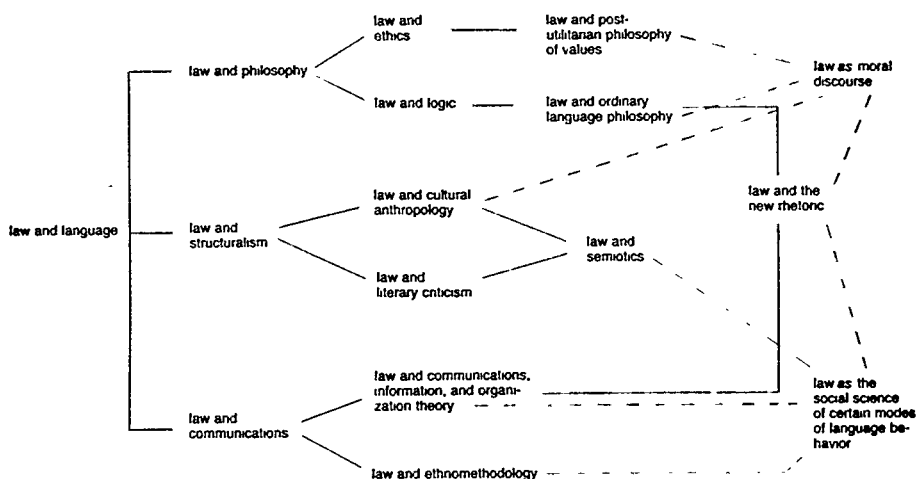 law and
ethics
law and post-
utilitarian philosophy
of values
law and philosophy
law as moral
discourse
law and logic
law and ordinary
language philosophy
law and cultural
anthropology
law and the
new rhetoric
law and language
law and
structuralism
law and
semiotics
law and
literary criticism
law and communications,
information, and organi-
zation theory
law as the
social science
of certain modes
of language be-
havior
law and
communications
law and ethnomethodology